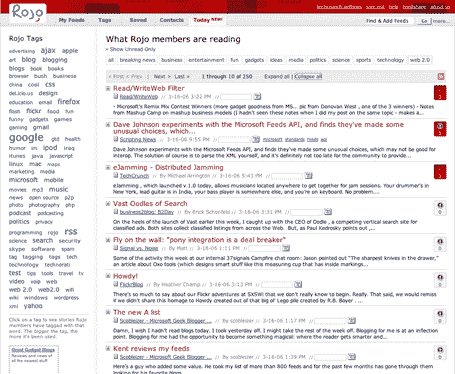 Rojo
My Feeds Tags Saved Contacts Today NEW!
Find & Add Feeds Go more...
Rojo Tags
What Rojo members are reading
» Show Unread Only
all breaking news business entertainment fun gadgets ideas media politics science sports technology web 2.0
« First < Prev | Next > Last » 1 through 10 of 250 Expand all | Collapse all
advertising ajax apple
art blog blogging
blogs book books
browser bush business
china cool css
del.icio.us design
education email firefox
flash flickr food fun
funny gadgets games
gaming gmail
google gtd health
humor im ipod iraq
itunes java javascript
linux mac maps
marketing media
microsoft mobile
movies mp3 music
news open source p2p
photo photography php
podcast podcasting
politics privacy
programming rojo rss
science search security
skype software spam
tag tagging tags tech
technology technorati
test tips tools travel tv
video voip web
web 2.0 web2.0 wifi
wiki windows wordpress
xml yahoo
Click on a tag to see stories Rojo
members have tagged with that
word. The bigger the tag, the
more it's been used.
Read/WriteWeb Filter
Read/WriteWeb // 3-16-06 3:22 PM
- Microsoft's Remix Mix Contest Winners (more gadget goodness from MS... pic from Donovan West , one of the 3 winners) - Notes
from Mashup Camp on mashup business models (I hadn't seen these notes when I did my post on the same topic - makes a...
Dave Johnson experiments with the Microsoft Feeds API, and finds they've made some
unusual choices, which...
Scripting News // 3-15-06 9:55 PM // microsoft standards feeds api
Dave Johnson experiments with the Microsoft Feeds API, and finds they've made some unusual choices, which may not be good for
interop. The solution of course is to parse the XML yourself, and it's definitely not too late for the community to provide...
eJamming - Distributed Jamming
TechCrunch // By Michael Arrington // 3-16-06 5:41 PM
eJamming , which launched v.1.0 today, allows musicians located anywhere to get together for jam sessions. Your drummer's in
New York, lead guitar is in India, your bass player is somewhere else, and you're on keyboard. No problem...
Vast Oodles of Search
business2blog: B2Day // By Erick Schonfeld // 3-16-06 3:31 PM
On the heels of the launch of Vast earlier this week, I caught up with the CEO of Oodle , a competing vertical search site for
classified ads. Both sites collect classified listings from across the Web. But, as Paul Kedrosky points out ,...
Fly on the wall: "pony integration is a deal breaker"
Signal vs. Noise // By Matt // 3-16-06 1:11 PM
Some of the activity this week at our internal 37signals Campfire chat room: Jason pointed out "The sharpest knives in the drawer,"
an article about Oxo tools (which designs smart stuff like this measuring cup that has inside markings...
Howdy!
FlickrBlog // By Heather Champ // 3-16-06 3:23 PM
There's so much to say about our Flickr adventures at SXSWi that we don't really know to begin. Really. That said, we would remiss
if we didn't share this homage to Howdy created out of that big ol' Lego pile created by R.B. Boyer . ...
The new A list
Scobleizer - Microsoft Geek Blogger ... // By scobleizer // 3-16-06 1:17 PM
Damn, I wish I hadn't read blogs today. I took yesterday off. I might take the rest of the week off. Blogging for me is at an infection
point. Blogging for me had the opportunity to become something magical: where the reader gets smarter and...
Kent reviews my feeds
Scobleizer - Microsoft Geek Blogger ... // By scobleizer // 3-16-06 1:39 PM
Here's a guy who added some value. He took my list of more than 800 feeds and for the past few months has gone through them
looking for his favorite blogs.